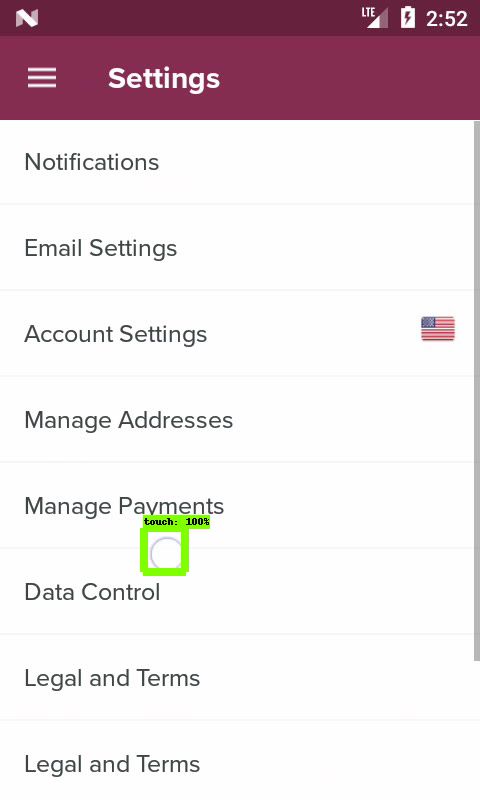 LTE 2:52
Settings
Notifications
Email Settings
Account Settings
Manage Addresses
Manage Payments
touch: 100%
Data Control
Legal and Terms
Legal and Terms